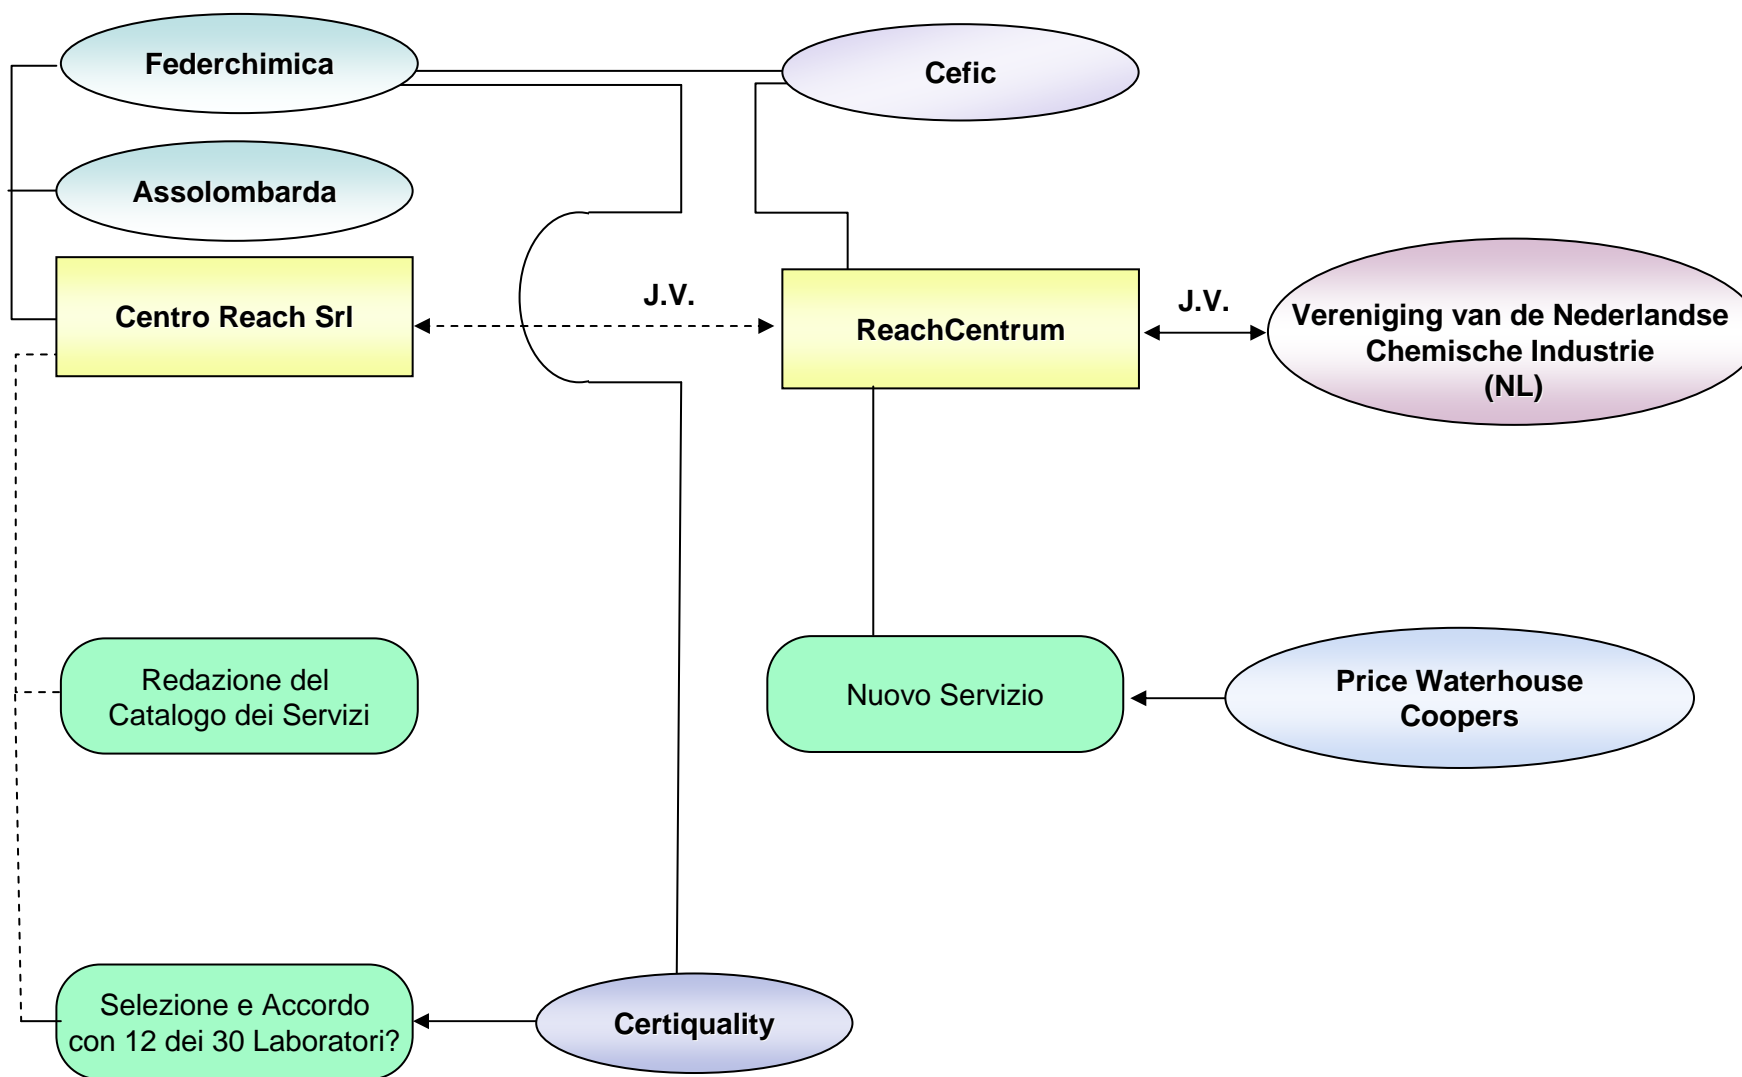 Federchimica
Cefic
Assolombarda
Centro Reach Srl
J.V.
ReachCentrum
J.V.
Vereniging van de Nederlandse
Chemische Industrie
(NL)
Redazione del
Catalogo dei Servizi
Nuovo Servizio
Price Waterhouse
Coopers
Selezione e Accordo
con 12 dei 30 Laboratori?
Certiquality